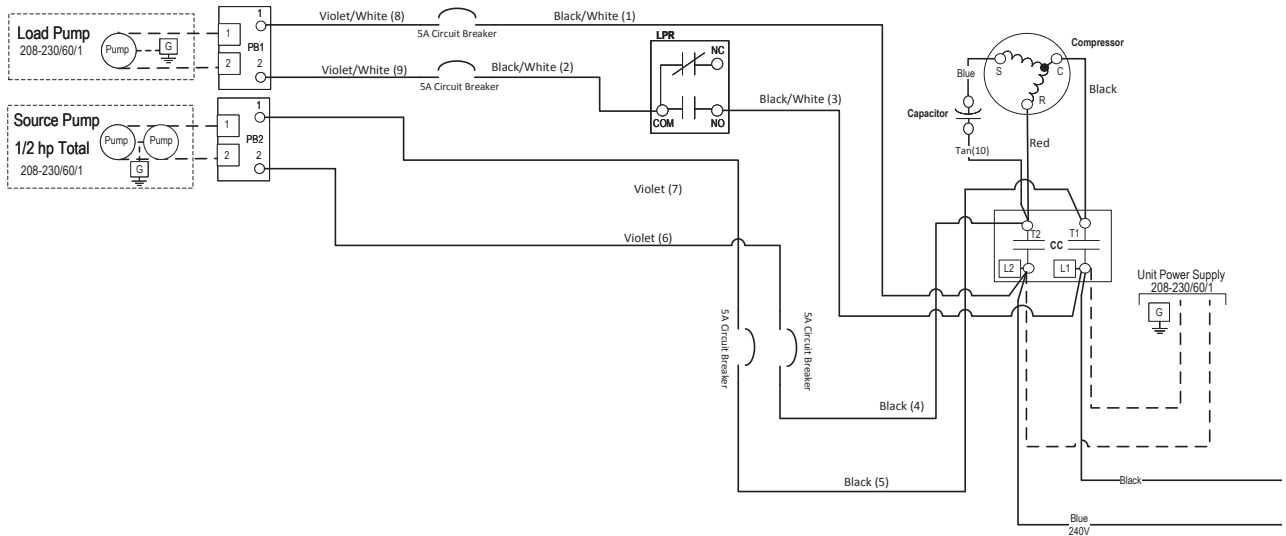 Load Pump
208-230/60/1
Pump
G
1
2
1
PB1
2
Violet/White (8)
5A Circuit Breaker
Black/White (1)
Violet/White (9)
5A Circuit Breaker
Black/White (2)
LPR
NC
COM
NO
Black/White (3)
Compressor
S
C
R
Blue
Black
Capacitor
Tan(10)
Red
Source Pump
1/2 hp Total
208-230/60/1
Pump
Pump
G
1
2
1
PB2
2
Violet (7)
Violet (6)
T2
T1
CC
L2
L1
Unit Power Supply
208-230/60/1
G
5A Circuit Breaker
5A Circuit Breaker
Black (4)
Black (5)
Black
Blue
240V